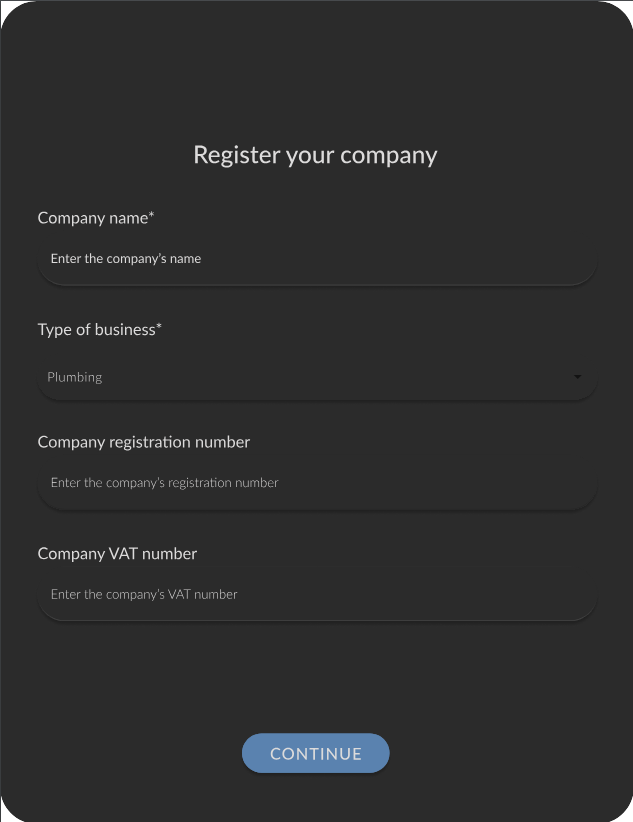 Register your company
Company name*
Enter the company's name
Type of business*
Plumbing
Company registration number
Enter the company's registration number
Company VAT number
Enter the company's VAT number
CONTINUE